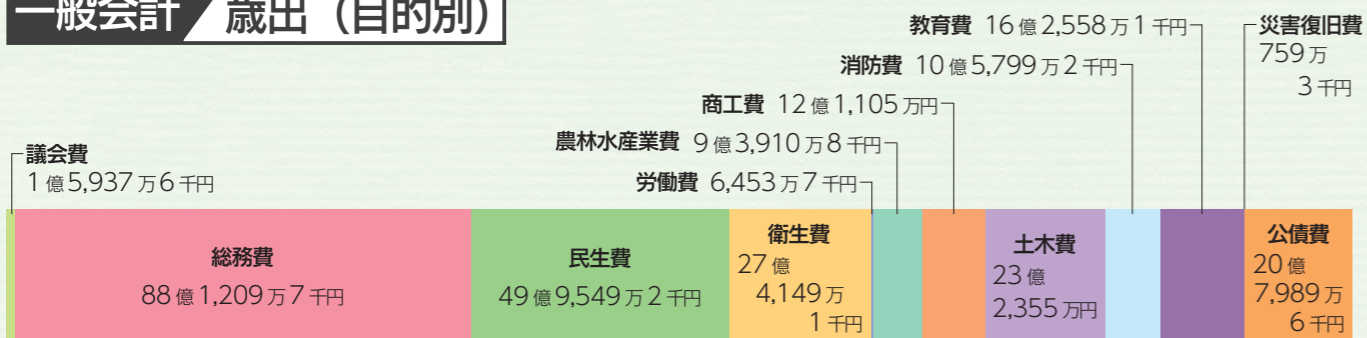 一般会計 歳出（目的別）
教育費 16億2,558万1千円
災害復旧費
759万
3千円
消防費 10億5,799万2千円
商工費 12億1,105万円
農林水産業費 9億3,910万8千円
議会費
1億5,937万6千円
労働費 6,453万7千円
総務費
88億1,209万7千円
民生費
49億9,549万2千円
衛生費
27億
4,149万
1千円
土木費
23億
2,355万円
公債費
20億
7,989万
6千円